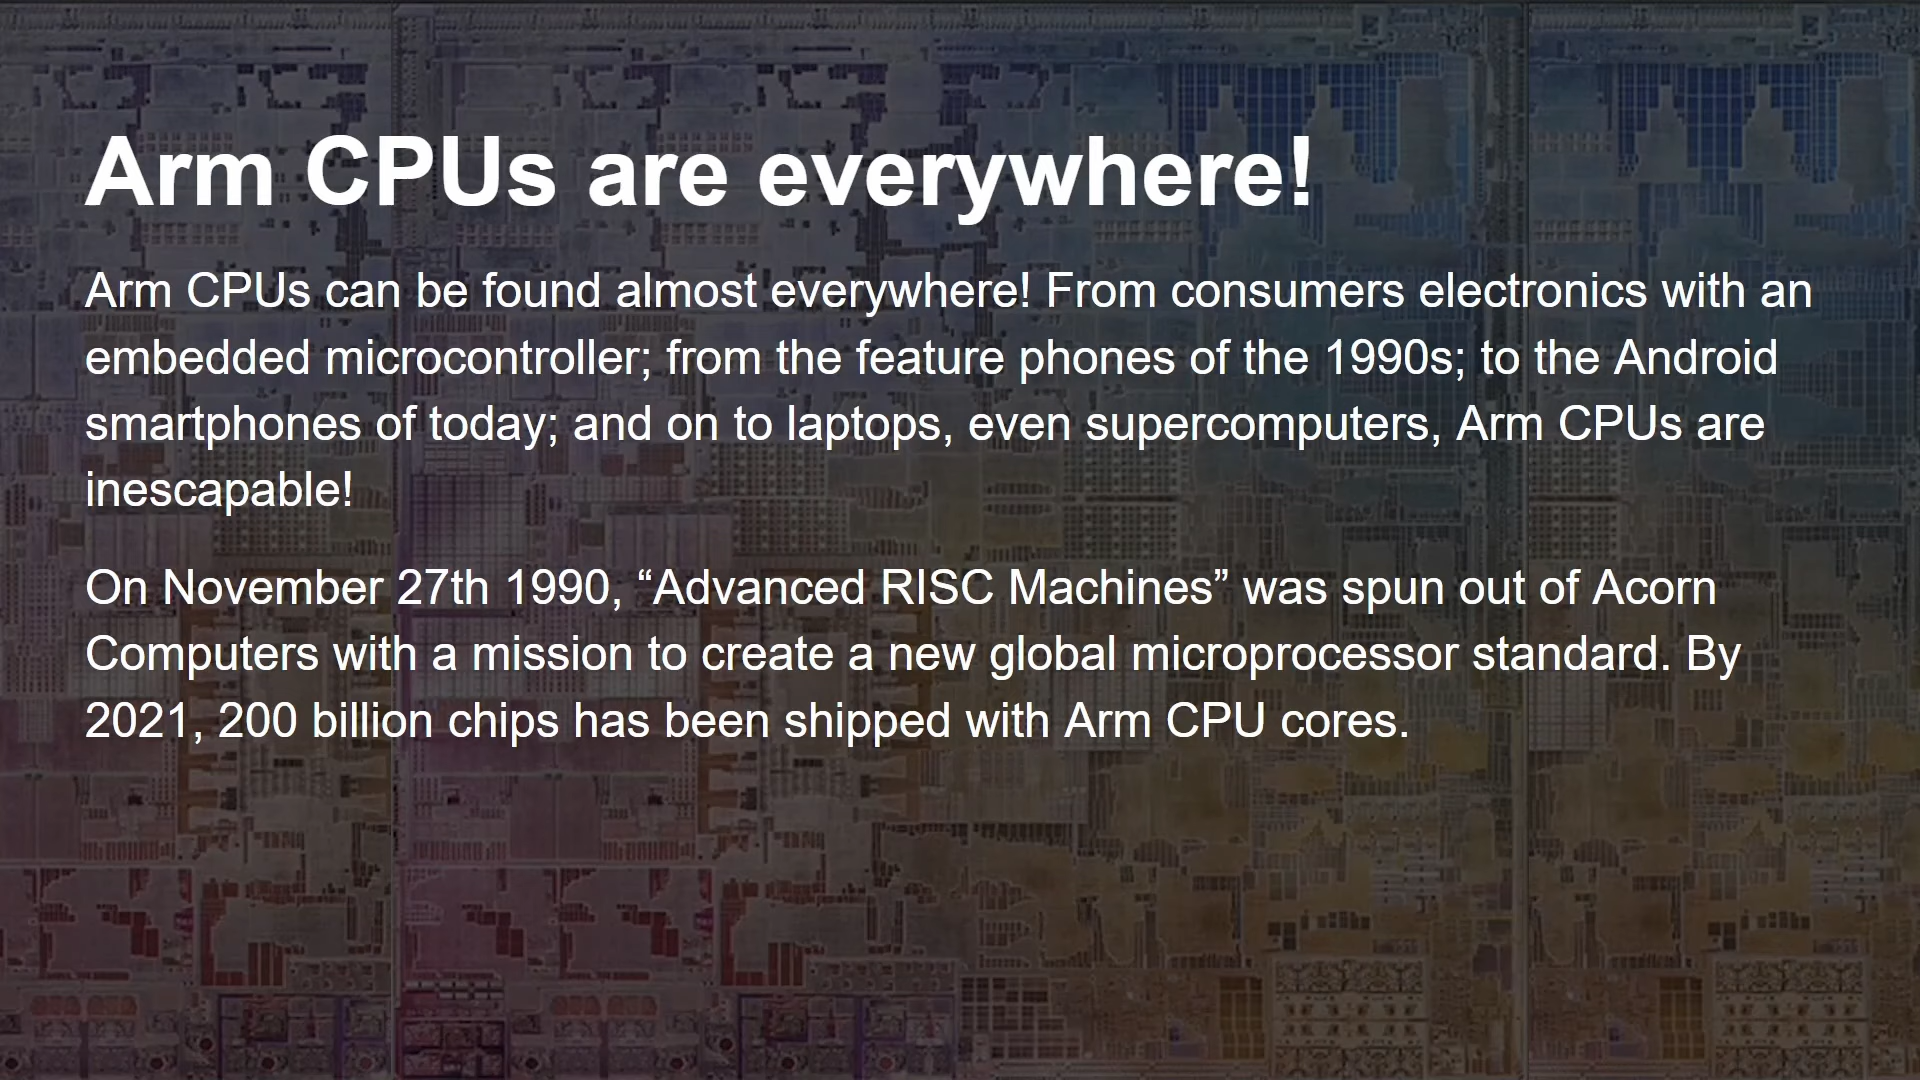 Arm CPUs are everywhere!
Arm CPUs can be found almost everywhere! From consumers electronics with an
embedded microcontroller; from the feature phones of the 1990s; to the Android
smartphones of today; and on to laptops, even supercomputers, Arm CPUs are
inescapable!
On November 27th 1990, “Advanced RISC Machines” was spun out of Acorn
Computers with a mission to create a new global microprocessor standard. By
2021, 200 billion chips has been shipped with Arm CPU cores.